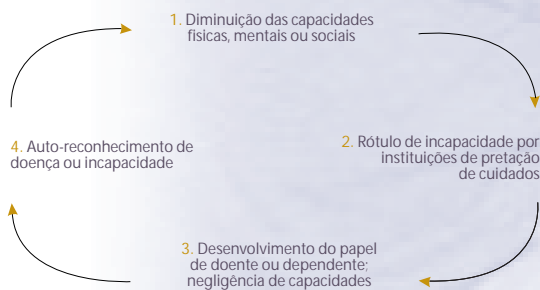 1. Diminuição das capacidades
físicas, mentais ou sociais
2. Rótulo de incapacidade por
instituições de pretação
de cuidados
3. Desenvolvimento do papel
de doente ou dependente;
negligência de capacidades
4. Auto-reconhecimento de
doença ou incapacidade